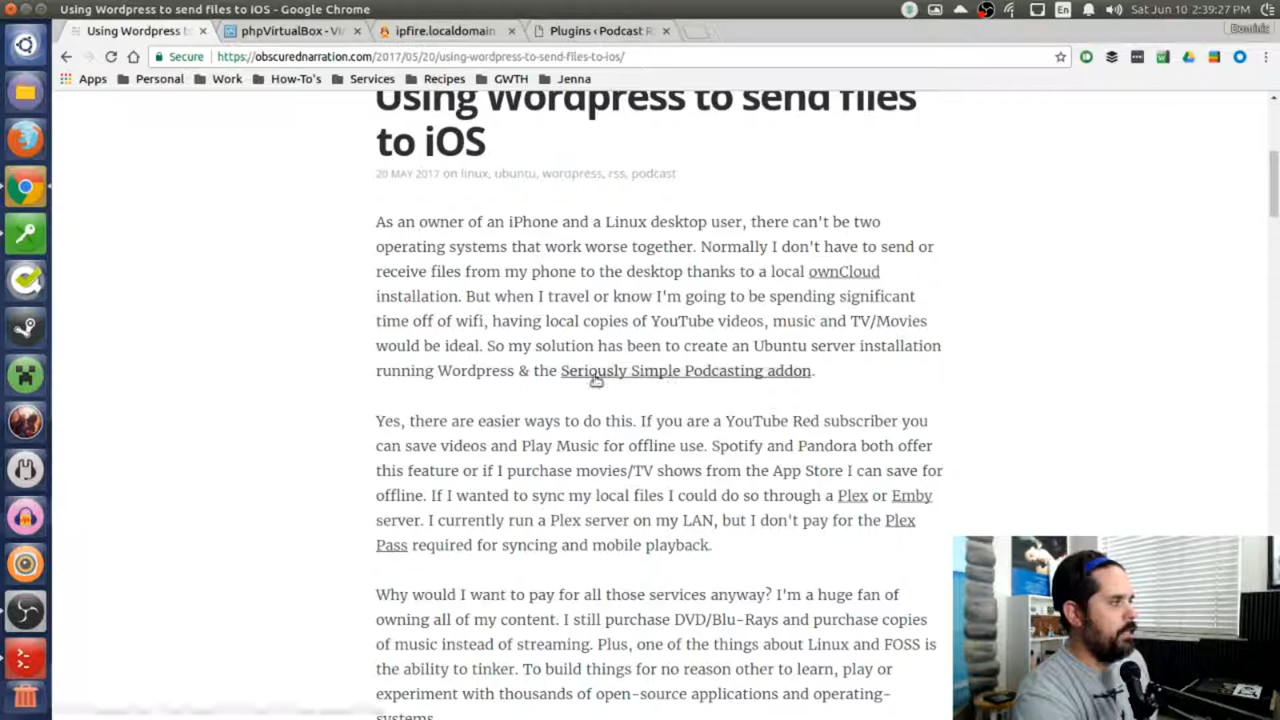 Using Wordpress to send files to iOS - Google Chrome
En
Sat Jun 10 2:39:27 PM
Using Wordpress t
phpVirtualBox - Vi
ipfire.localdomain
Plugins ‹ Podcast R
Dominic
Secure
https://obscurednarration.com/2017/05/20/using-wordpress-to-send-files-to-ios/
Apps
Personal
Work
How-To's
Services
Recipes
GWTH
Jenna
Using Wordpress to send files
to iOS
20 MAY 2017 on linux, ubuntu, wordpress, rss, podcast
As an owner of an iPhone and a Linux desktop user, there can't be two
operating systems that work worse together. Normally I don't have to send or
receive files from my phone to the desktop thanks to a local ownCloud
installation. But when I travel or know I'm going to be spending significant
time off of wifi, having local copies of YouTube videos, music and TV/Movies
would be ideal. So my solution has been to create an Ubuntu server installation
running Wordpress & the Seriously Simple Podcasting addon.
Yes, there are easier ways to do this. If you are a YouTube Red subscriber you
can save videos and Play Music for offline use. Spotify and Pandora both offer
this feature or if I purchase movies/TV shows from the App Store I can save for
offline. If I wanted to sync my local files I could do so through a Plex or Emby
server. I currently run a Plex server on my LAN, but I don't pay for the Plex
Pass required for syncing and mobile playback.
Why would I want to pay for all those services anyway? I'm a huge fan of
owning all of my content. I still purchase DVD/Blu-Rays and purchase copies
of music instead of streaming. Plus, one of the things about Linux and FOSS is
the ability to tinker. To build things for no reason other to learn, play or
experiment with thousands of open-source applications and operating-
systems.